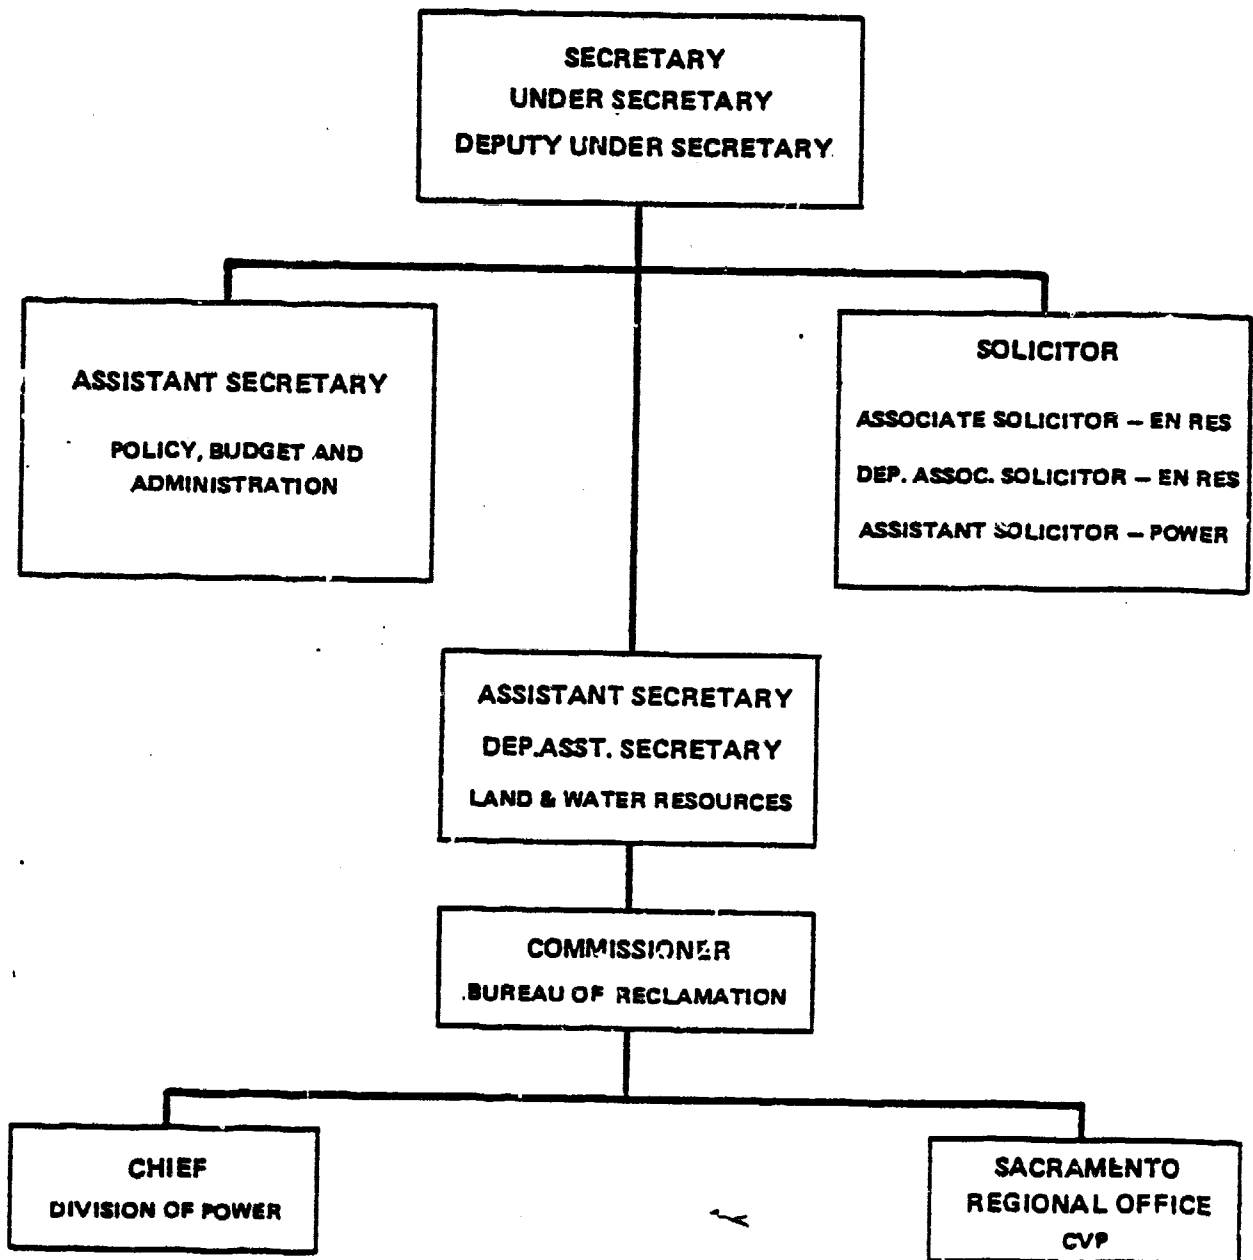 SECRETARY
UNDER SECRETARY
DEPUTY UNDER SECRETARY
ASSISTANT SECRETARY
POLICY, BUDGET AND
ADMINISTRATION
SOLICITOR
ASSOCIATE SOLICITOR – EN RES
DEP. ASSOC. SOLICITOR – EN RES
ASSISTANT SOLICITOR – POWER
ASSISTANT SECRETARY
DEP.ASST. SECRETARY
LAND & WATER RESOURCES
COMMISSIONER
BUREAU OF RECLAMATION
CHIEF
DIVISION OF POWER
SACRAMENTO
REGIONAL OFFICE
CVP